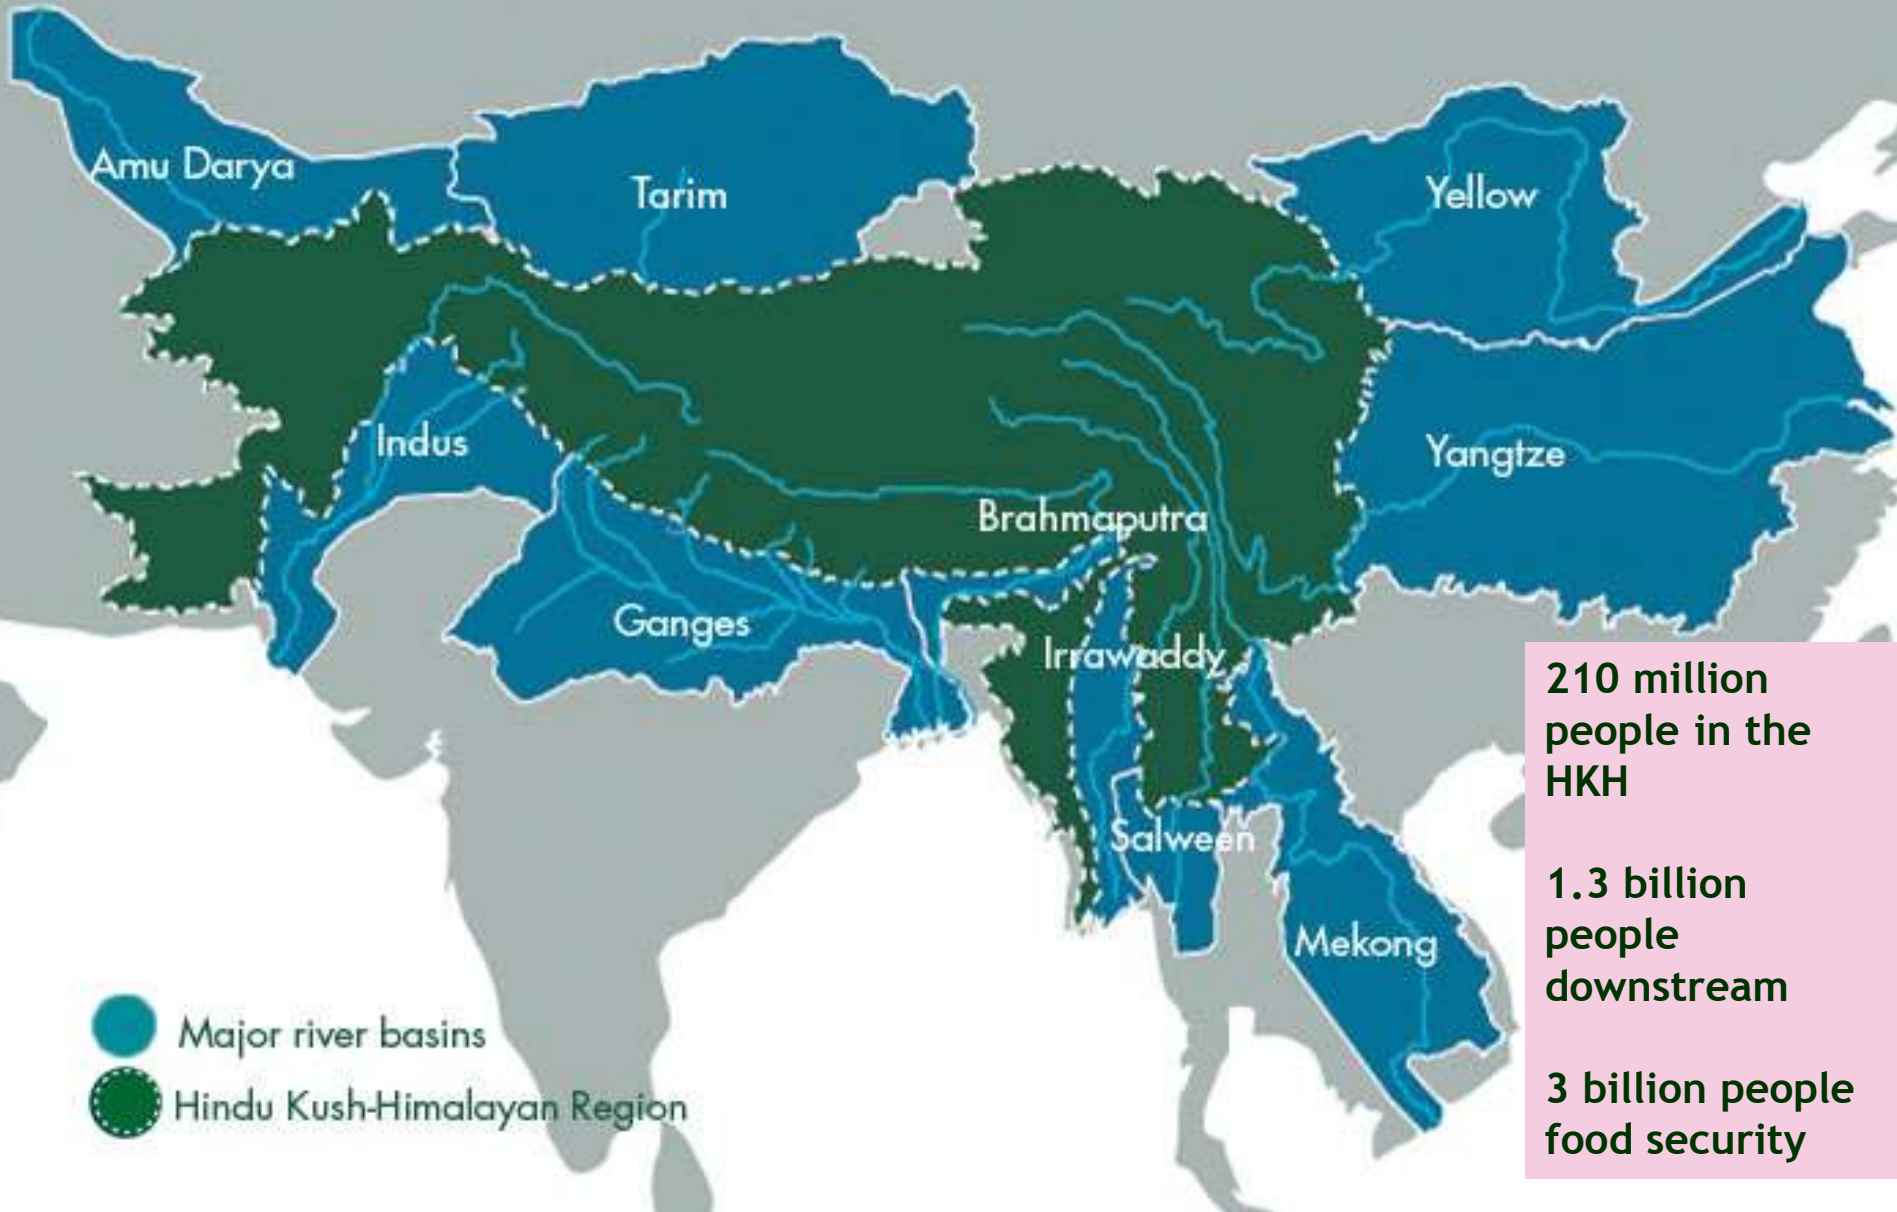 Amu Darya
Tarim
Yellow
Indus
Yangtze
Brahmaputra
Ganges
Irrawaddy
Salween
Mekong
Major river basins
Hindu Kush-Himalayan Region
210 million
people in the
HKH
1.3 billion
people
downstream
3 billion people
food security